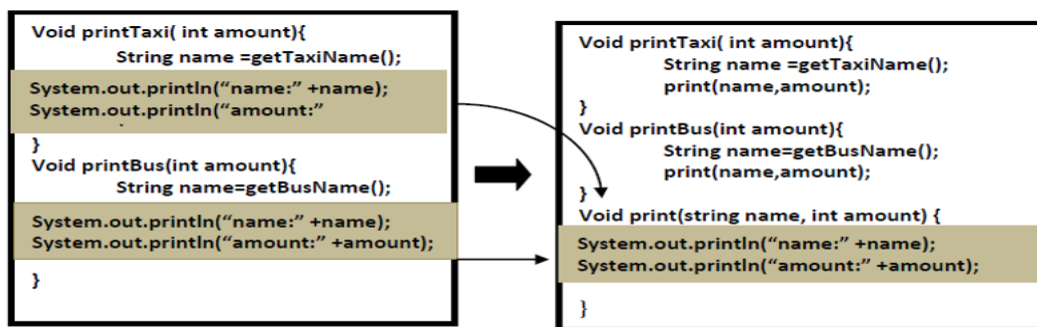 Void printTaxi( int amount){
String name =getTaxiName();
System.out.println(“name:” +name);
System.out.println(“amount:”
}
Void printBus(int amount){
String name=getBusName();
System.out.println(“name:” +name);
System.out.println(“amount:” +amount);
}
Void printTaxi( int amount){
String name =getTaxiName();
print(name,amount);
}
Void printBus(int amount){
String name=getBusName();
print(name,amount);
}
Void print(string name, int amount) {
System.out.println(“name:” +name);
System.out.println(“amount:” +amount);
}